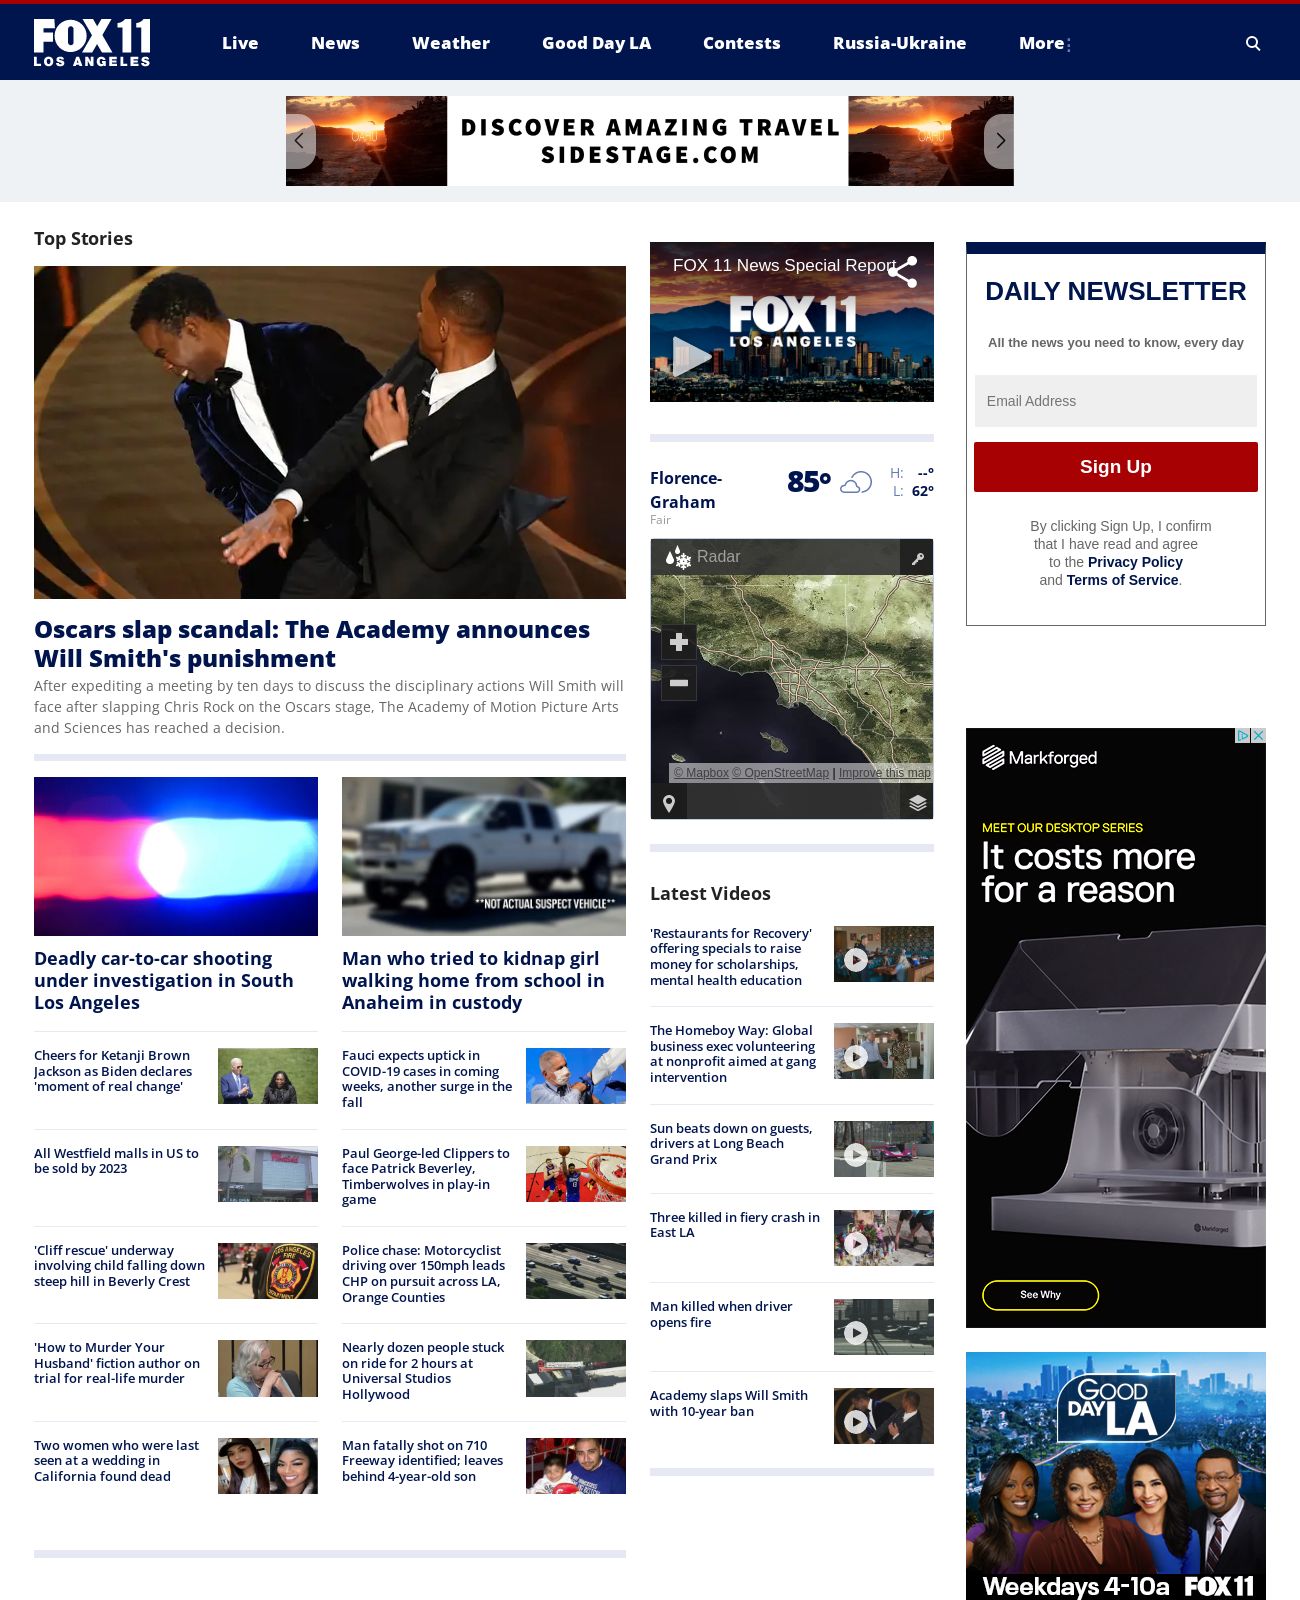 FOX 11
LOS ANGELES
Live
News
Weather
Good Day LA
Contests
Russia-Ukraine
More
DISCOVER AMAZING TRAVEL
SIDESTAGE.COM
OAHU
OAHU
Top Stories
Oscars slap scandal: The Academy announces
Will Smith's punishment
After expediting a meeting by ten days to discuss the disciplinary actions Will Smith will
face after slapping Chris Rock on the Oscars stage, The Academy of Motion Picture Arts
and Sciences has reached a decision.
Deadly car-to-car shooting
under investigation in South
Los Angeles
**NOT ACTUAL SUSPECT VEHICLE**
Man who tried to kidnap girl
walking home from school in
Anaheim in custody
Cheers for Ketanji Brown
Jackson as Biden declares
'moment of real change'
Fauci expects uptick in
COVID-19 cases in coming
weeks, another surge in the
fall
All Westfield malls in US to
be sold by 2023
Paul George-led Clippers to
face Patrick Beverley,
Timberwolves in play-in
game
'Cliff rescue' underway
involving child falling down
steep hill in Beverly Crest
Police chase: Motorcyclist
driving over 150mph leads
CHP on pursuit across LA,
Orange Counties
'How to Murder Your
Husband' fiction author on
trial for real-life murder
Nearly dozen people stuck
on ride for 2 hours at
Universal Studios
Hollywood
Two women who were last
seen at a wedding in
California found dead
Man fatally shot on 710
Freeway identified; leaves
behind 4-year-old son
FOX 11 News Special Report
FOX 11
LOS ANGELES
Florence-
Graham
Fair
85°
H: --°
L: 62°
Radar
© Mapbox © OpenStreetMap | Improve this map
Latest Videos
'Restaurants for Recovery'
offering specials to raise
money for scholarships,
mental health education
The Homeboy Way: Global
business exec volunteering
at nonprofit aimed at gang
intervention
Sun beats down on guests,
drivers at Long Beach
Grand Prix
Three killed in fiery crash in
East LA
Man killed when driver
opens fire
Academy slaps Will Smith
with 10-year ban
DAILY NEWSLETTER
All the news you need to know, every day
Email Address
Sign Up
By clicking Sign Up, I confirm
that I have read and agree
to the Privacy Policy
and Terms of Service.
Markforged
MEET OUR DESKTOP SERIES
It costs more
for a reason
Markforged
See Why
GOOD
DAY LA
Weekdays 4-10a FOX 11